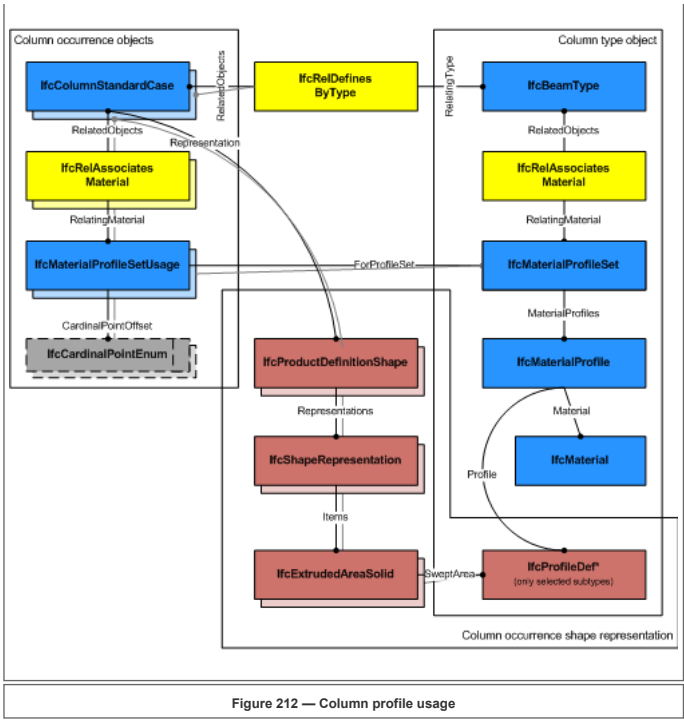 Column occurrence objects
Column type object
IfcColumnStandardCase
RelatedObjects
IfcRelDefines
ByType
RelatingType
IfcBeamType
RelatedObjects
Representation
RelatedObjects
IfcRelAssociates
Material
IfcRelAssociates
Material
RelatingMaterial
RelatingMaterial
IfcMaterialProfileSetUsage
ForProfileSet
IfcMaterialProfileSet
CardinalPointOffset
MaterialProfiles
IfcCardinalPointEnum
IfcProductDefinitionShape
IfcMaterialProfile
Representations
Material
IfcShapeRepresentation
IfcMaterial
Profile
Items
IfcExtrudedAreaSolid
SweptArea
IfcProfileDef*
(only selected subtypes)
Column occurrence shape representation
Figure 212 — Column profile usage